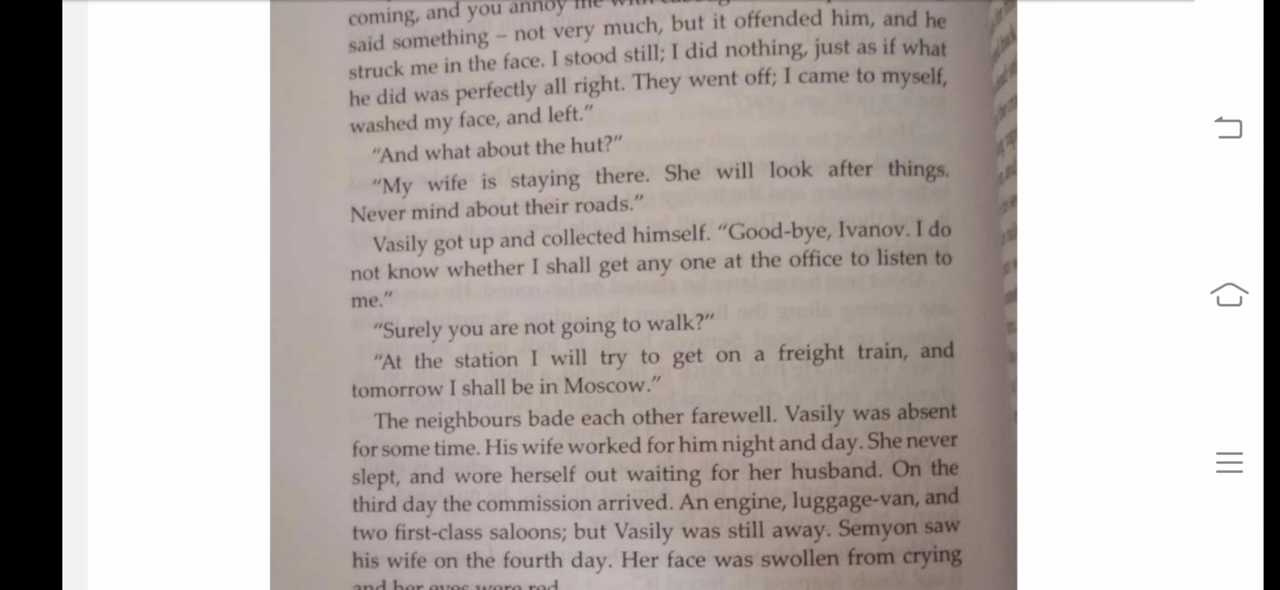 coming, and you annoy me with
said something – not very much, but it offended him, and he
struck me in the face. I stood still; I did nothing, just as if what
he did was perfectly all right. They went off; I came to myself,
washed my face, and left.”
“And what about the hut?”
“My wife is staying there. She will look after things.
Never mind about their roads.”
Vasily got up and collected himself. “Good-bye, Ivanov. I do
not know whether I shall get any one at the office to listen to
me.”
“Surely you are not going to walk?”
“At the station I will try to get on a freight train, and
tomorrow I shall be in Moscow.”
The neighbours bade each other farewell. Vasily was absent
for some time. His wife worked for him night and day. She never
slept, and wore herself out waiting for her husband. On the
third day the commission arrived. An engine, luggage-van, and
two first-class saloons; but Vasily was still away. Semyon saw
his wife on the fourth day. Her face was swollen from crying
and her eyes were red